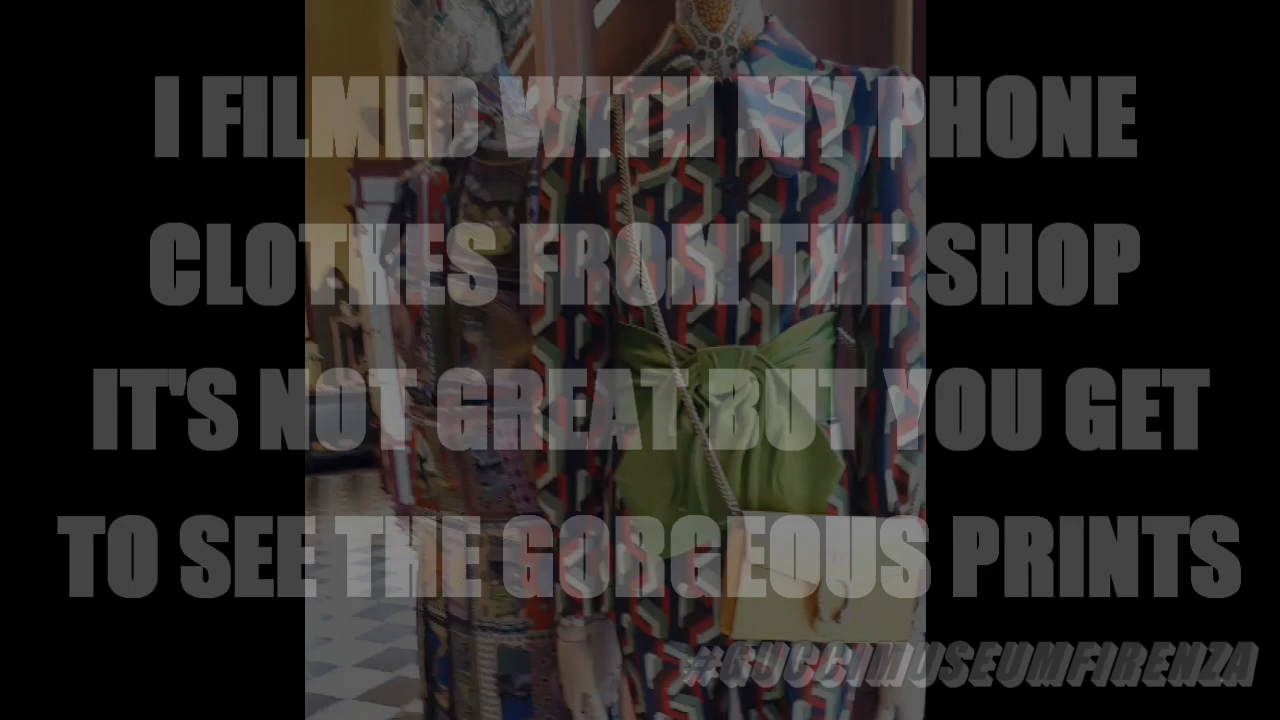 I FILMED WITH MY PHONE
CLOTHES FROM THE SHOP
IT'S NOT GREAT BUT YOU GET
TO SEE THE GORGEOUS PRINTS
#GUCCIMUSEUMFIRENZA